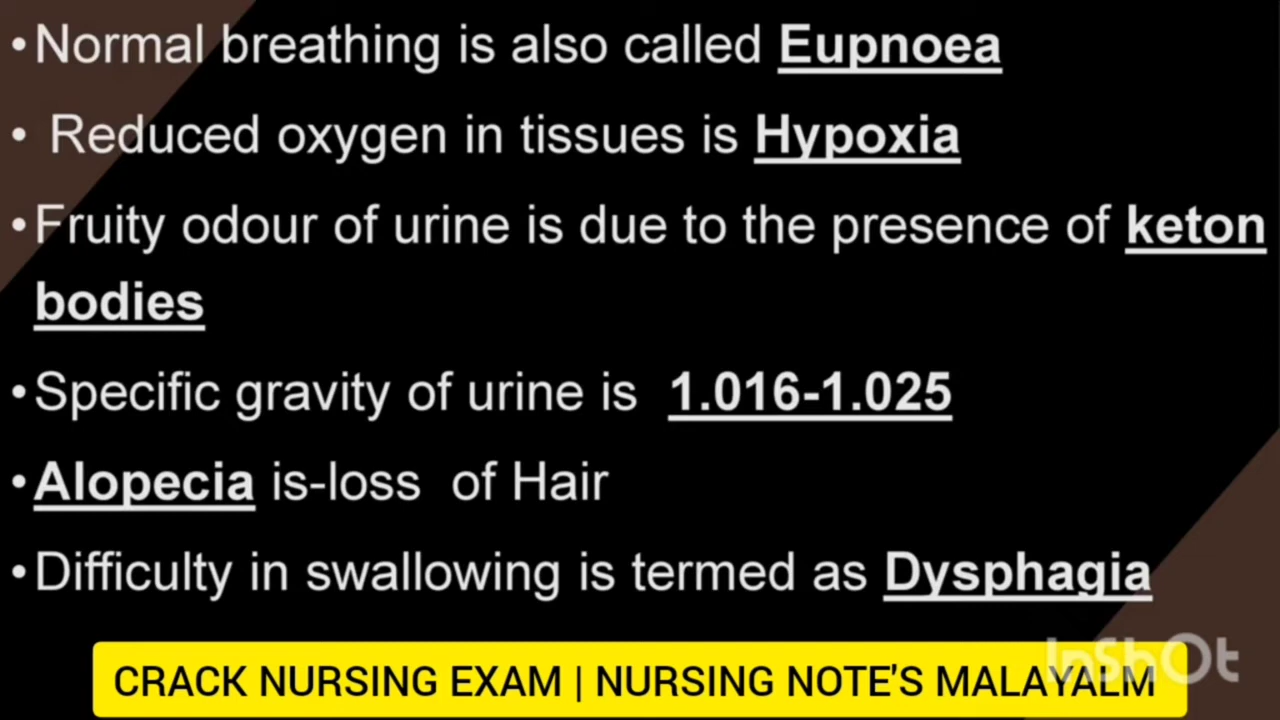 •Normal breathing is also called Eupnoea
• Reduced oxygen in tissues is Hypoxia
•Fruity odour of urine is due to the presence of keton
bodies
•Specific gravity of urine is 1.016-1.025
•Alopecia is-loss of Hair
•Difficulty in swallowing is termed as Dysphagia
InShOt
CRACK NURSING EXAM | NURSING NOTE'S MALAYALM